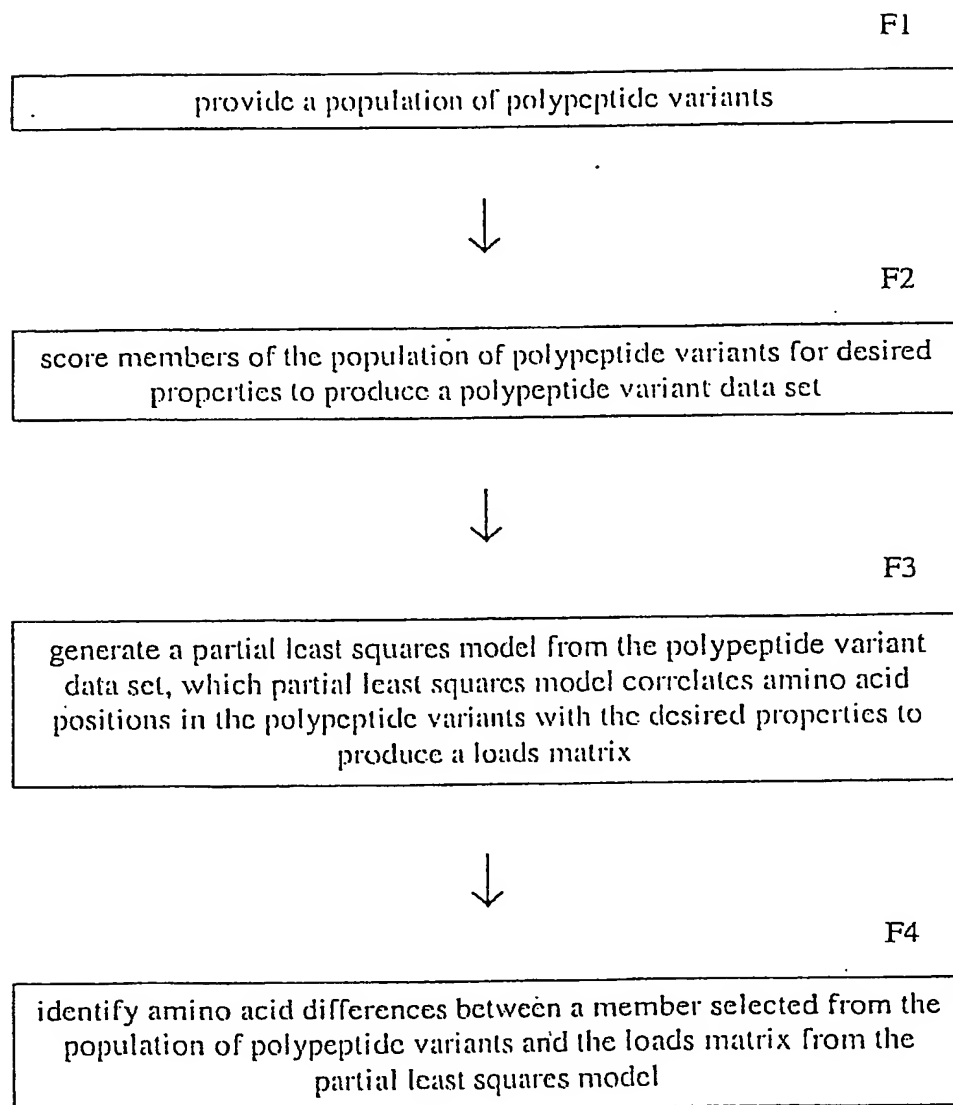 F1
provide a population of polypeptide variants
F2
score members of the population of polypeptide variants for desired
properties to produce a polypeptide variant data set
F3
generate a partial least squares model from the polypeptide variant
data set, which partial least squares model correlates amino acid
positions in the polypeptide variants with the desired properties to
produce a loads matrix
F4
identify amino acid differences between a member selected from the
population of polypeptide variants and the loads matrix from the
partial least squares model